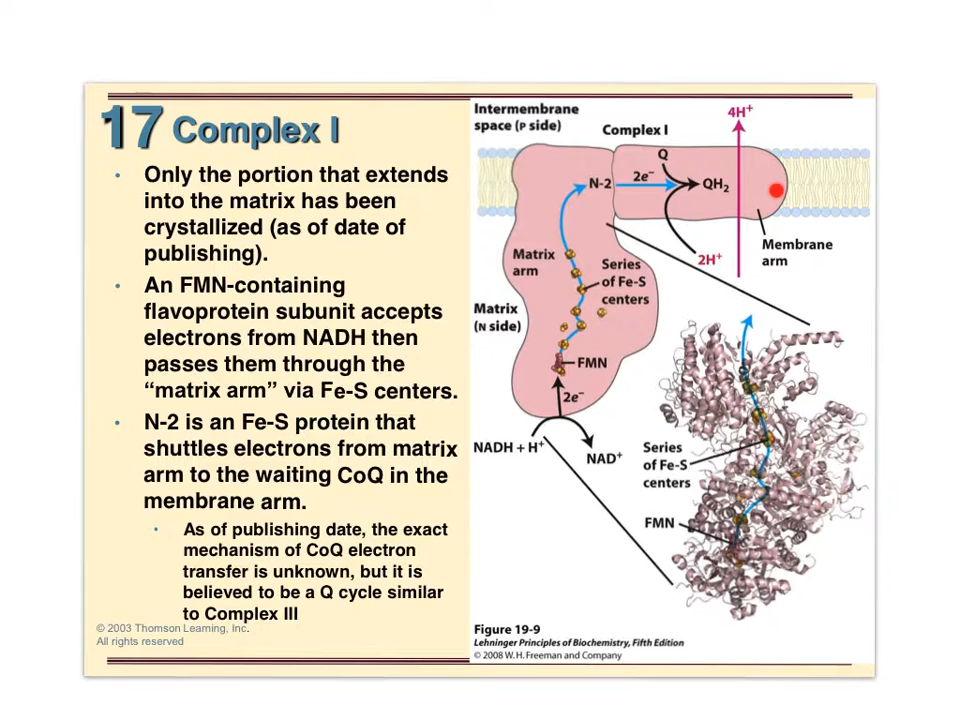 17 Complex I
• Only the portion that extends
into the matrix has been
crystallized (as of date of
publishing).
• An FMN-containing
flavoprotein subunit accepts
electrons from NADH then
passes them through the
“matrix arm” via Fe-S centers.
• N-2 is an Fe-S protein that
shuttles electrons from matrix
arm to the waiting CoQ in the
membrane arm.
• As of publishing date, the exact
mechanism of CoQ electron
transfer is unknown, but it is
believed to be a Q cycle similar
to Complex III
© 2003 Thomson Learning, Inc.
All rights reserved
Intermembrane
space (P side)
Complex I
4H⁺
Q
N-2
2e⁻
QH₂
Membrane
arm
2H⁺
Matrix
arm
Series
of Fe-S
centers
Matrix
(N side)
FMN
2e⁻
NADH + H⁺
NAD⁺
Series
of Fe-S
centers
FMN
Figure 19-9
Lehninger Principles of Biochemistry, Fifth Edition
© 2008 W. H. Freeman and Company